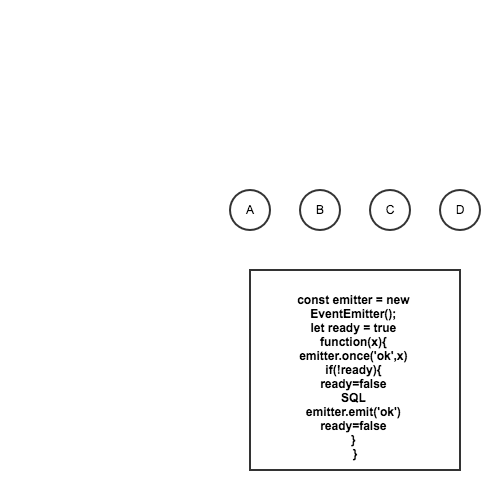 A B C D
const emitter = new
EventEmitter();
let ready = true
function(x){
emitter.once('ok',x)
if(!ready){
ready=false
SQL
emitter.emit('ok')
ready=false
}
}